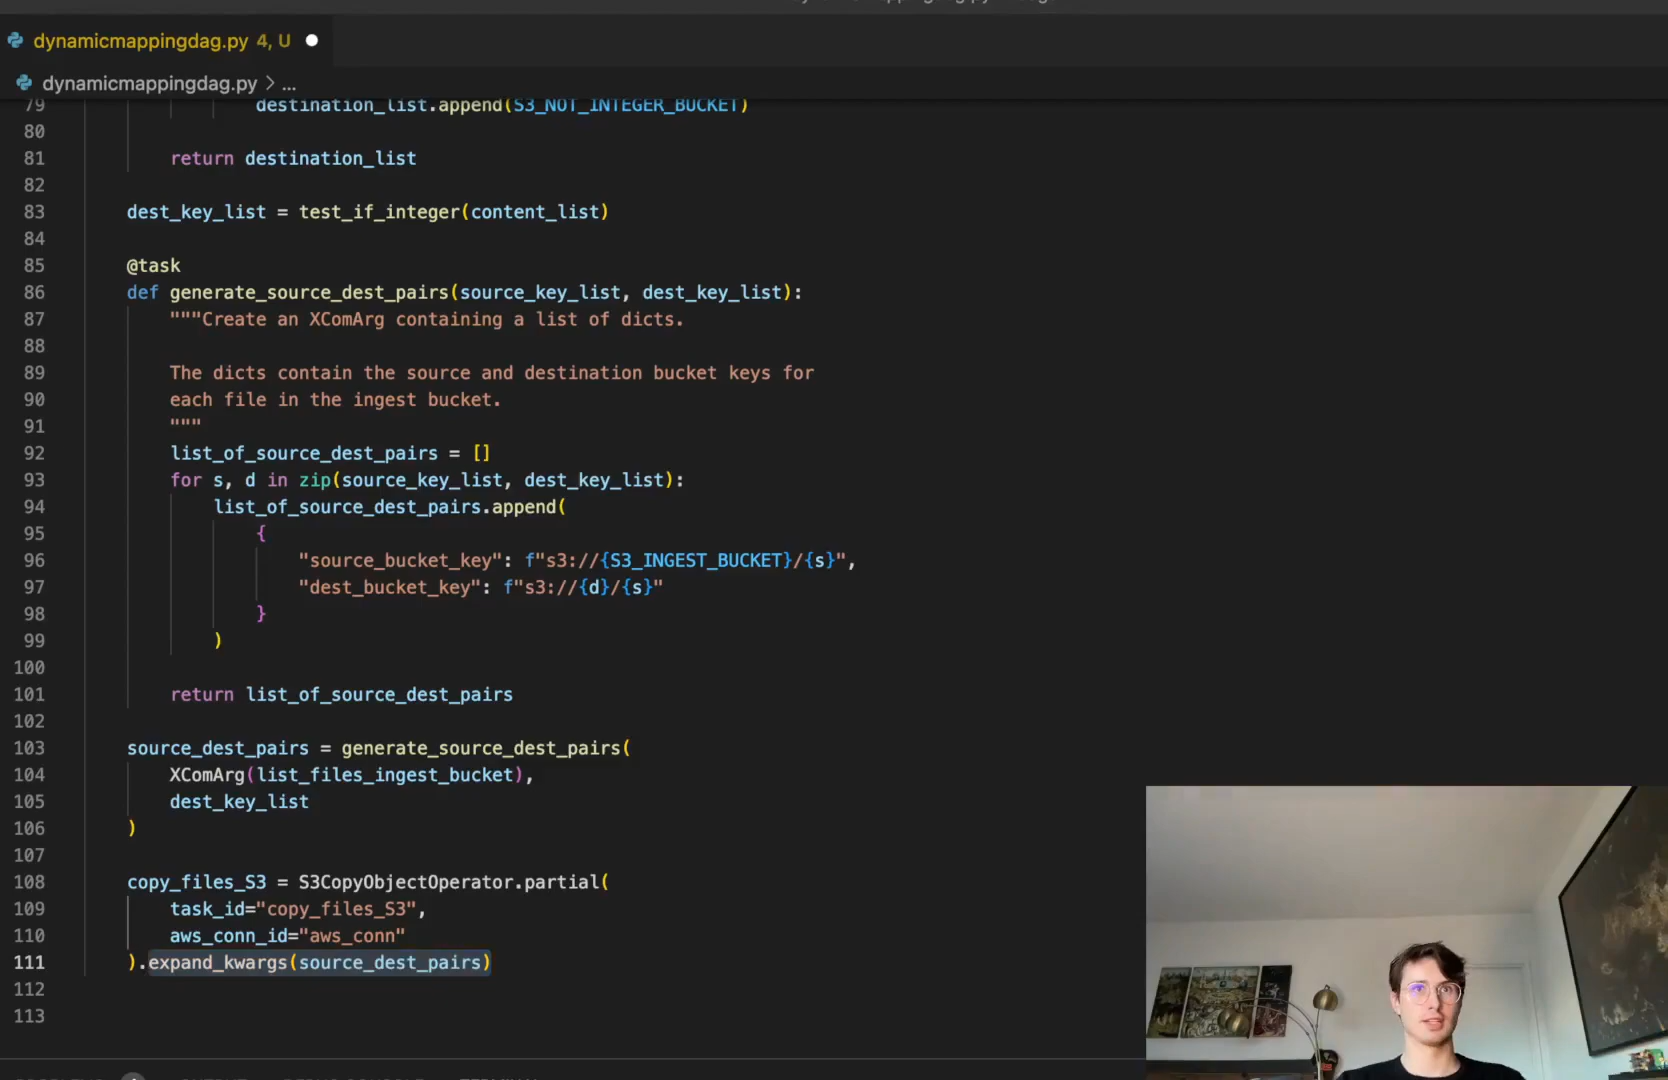 dynamicmappingdag.py 4, U
dynamicmappingdag.py > ...
79 destination_list.append(S3_NOT_INTEGER_BUCKET)
80
81 return destination_list
82
83 dest_key_list = test_if_integer(content_list)
84
85 @task
86 def generate_source_dest_pairs(source_key_list, dest_key_list):
87 """Create an XComArg containing a list of dicts.
88
89 The dicts contain the source and destination bucket keys for
90 each file in the ingest bucket.
91 """
92 list_of_source_dest_pairs = []
93 for s, d in zip(source_key_list, dest_key_list):
94 list_of_source_dest_pairs.append(
95 {
96 "source_bucket_key": f"s3://{S3_INGEST_BUCKET}/{s}",
97 "dest_bucket_key": f"s3://{d}/{s}"
98 }
99 )
100
101 return list_of_source_dest_pairs
102
103 source_dest_pairs = generate_source_dest_pairs(
104 XComArg(list_files_ingest_bucket),
105 dest_key_list
106 )
107
108 copy_files_S3 = S3CopyObjectOperator.partial(
109 task_id="copy_files_S3",
110 aws_conn_id="aws_conn"
111 ).expand_kwargs(source_dest_pairs)
112
113